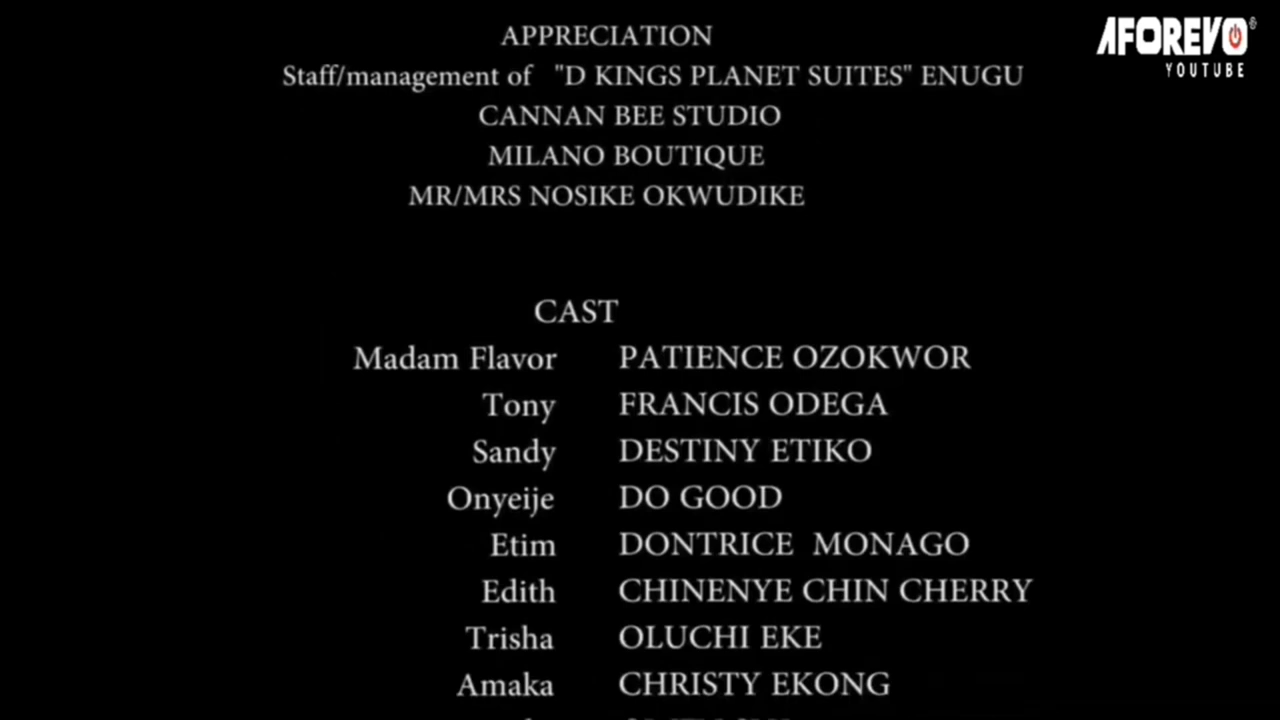 AFOREVO
YOUTUBE
APPRECIATION
Staff/management of "D KINGS PLANET SUITES" ENUGU
CANNAN BEE STUDIO
MILANO BOUTIQUE
MR/MRS NOSIKE OKWUDIKE
CAST
Madam Flavor PATIENCE OZOKWOR
Tony FRANCIS ODEGA
Sandy DESTINY ETIKO
Onyeije DO GOOD
Etim DONTRICE MONAGO
Edith CHINENYE CHIN CHERRY
Trisha OLUCHI EKE
Amaka CHRISTY EKONG